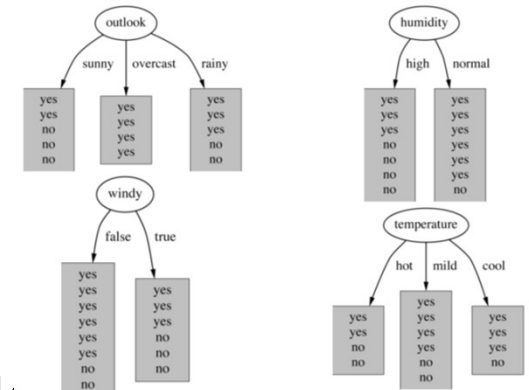 outlook
sunny
overcast
rainy
yes
yes
no
no
no
yes
yes
yes
yes
yes
yes
yes
no
no
humidity
high
normal
yes
yes
yes
no
no
no
no
yes
yes
yes
yes
yes
yes
no
windy
false
true
yes
yes
yes
yes
yes
yes
no
no
yes
yes
yes
no
no
no
temperature
hot
mild
cool
yes
yes
no
no
yes
yes
yes
yes
no
no
yes
yes
yes
no